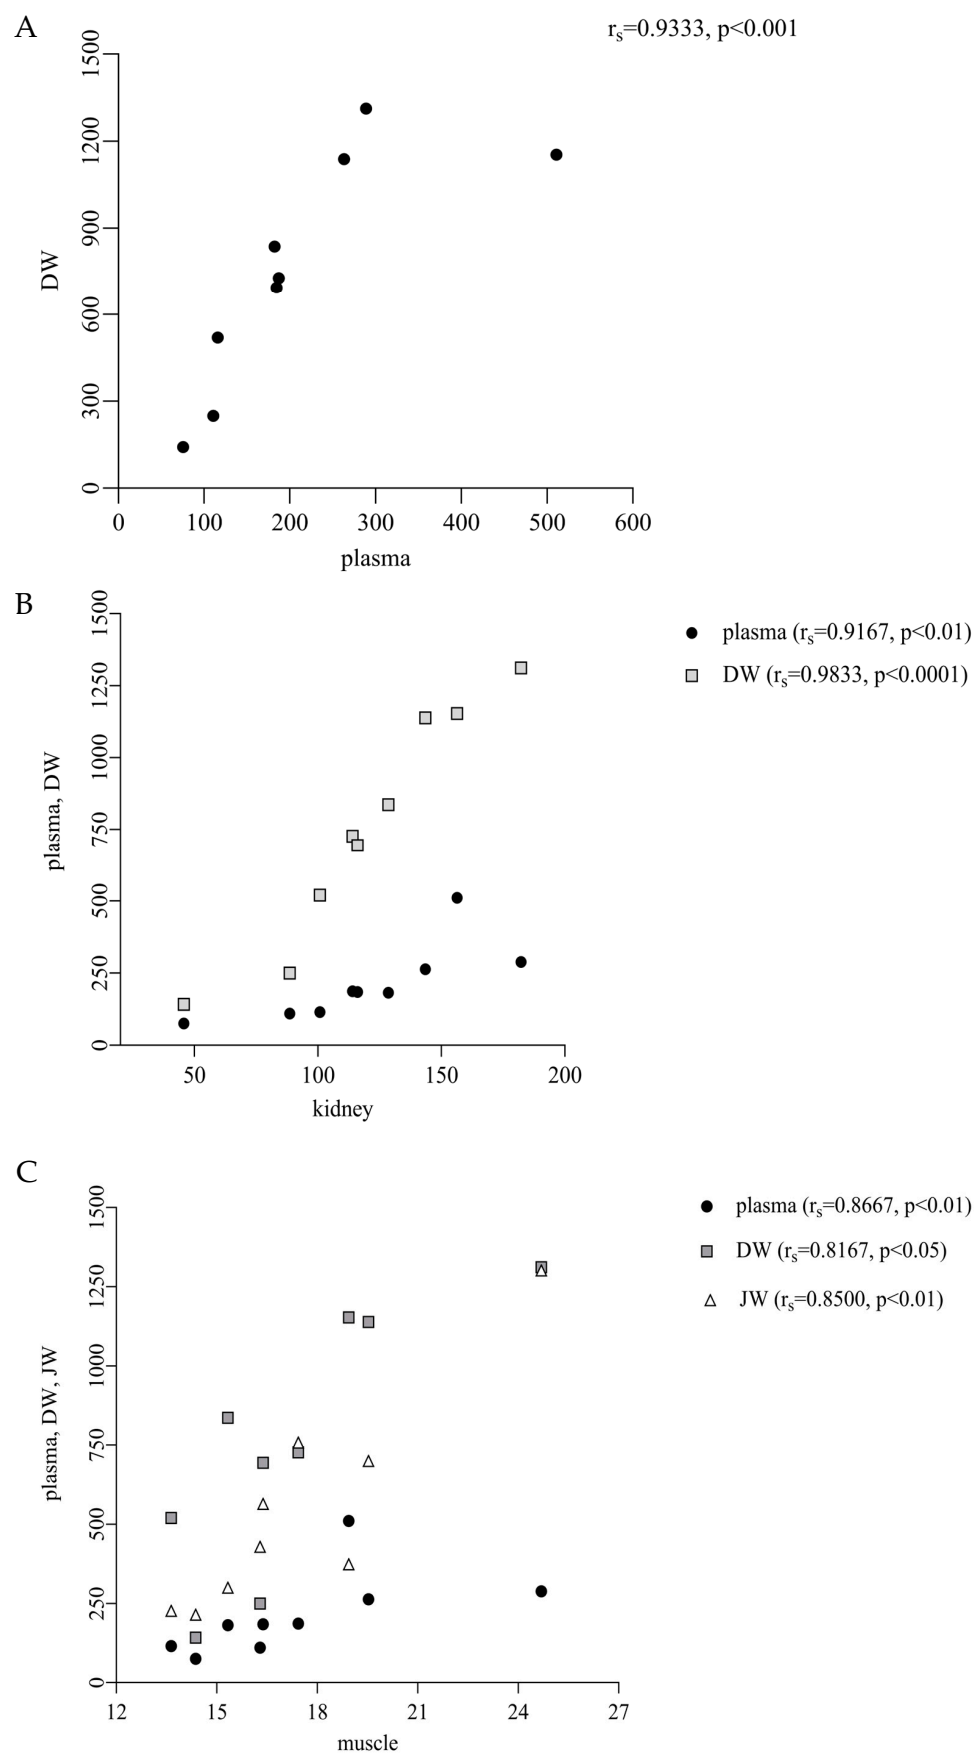 A
rs=0.9333, p<0.001
1500
1200
900
600
300
0
DW
0 100 200 300 400 500 600
plasma
B
1500
1250
1000
750
500
250
0
plasma, DW
plasma (rs=0.9167, p<0.01)
DW (rs=0.9833, p<0.0001)
50 100 150 200
kidney
C
1500
1250
1000
750
500
250
0
plasma, DW, JW
plasma (rs=0.8667, p<0.01)
DW (rs=0.8167, p<0.05)
JW (rs=0.8500, p<0.01)
12 15 18 21 24 27
muscle